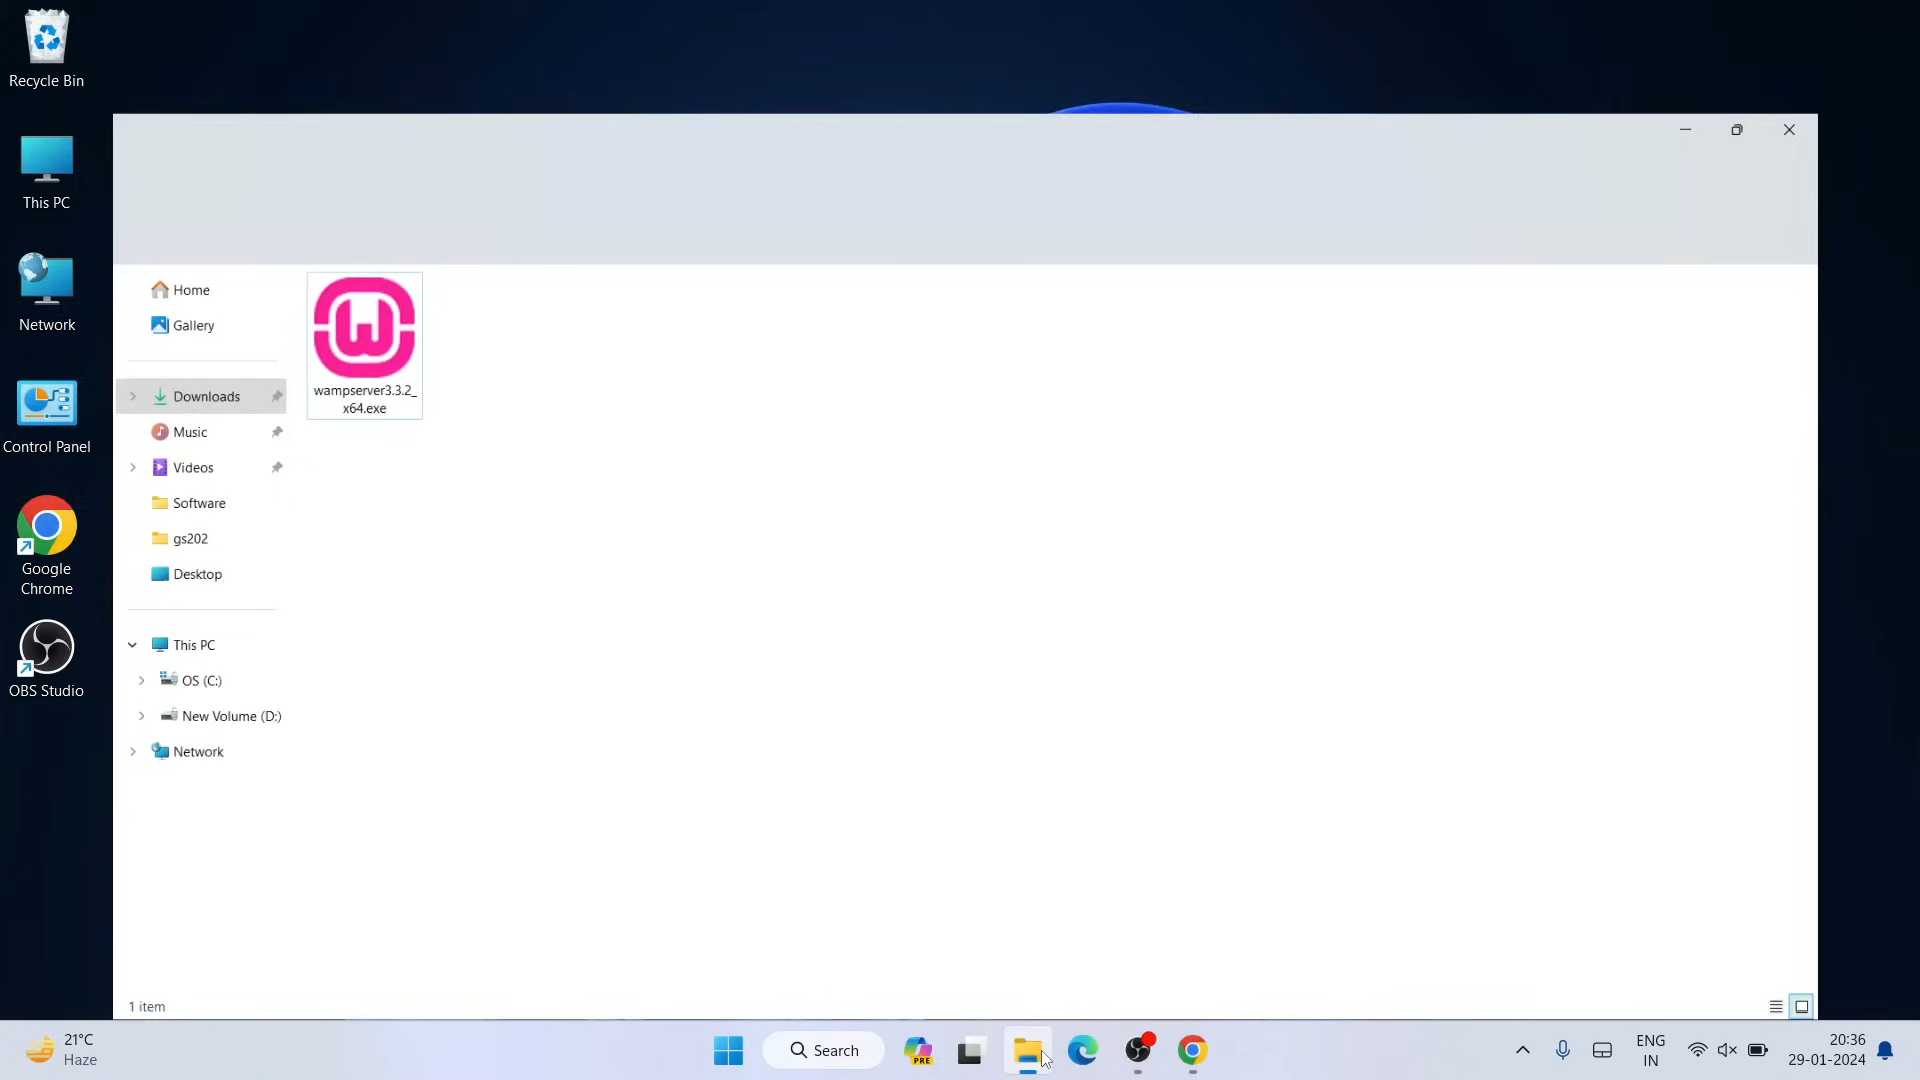 Recycle Bin
This PC
Network
Control Panel
Google
Chrome
OBS Studio
Home
Gallery
Downloads
Music
Videos
Software
gs202
Desktop
This PC
OS (C:)
New Volume (D:)
Network
W
wampserver3.3.2_
x64.exe
1 item
21°C
Haze
Search
PRE
ENG
IN
20:36
29-01-2024